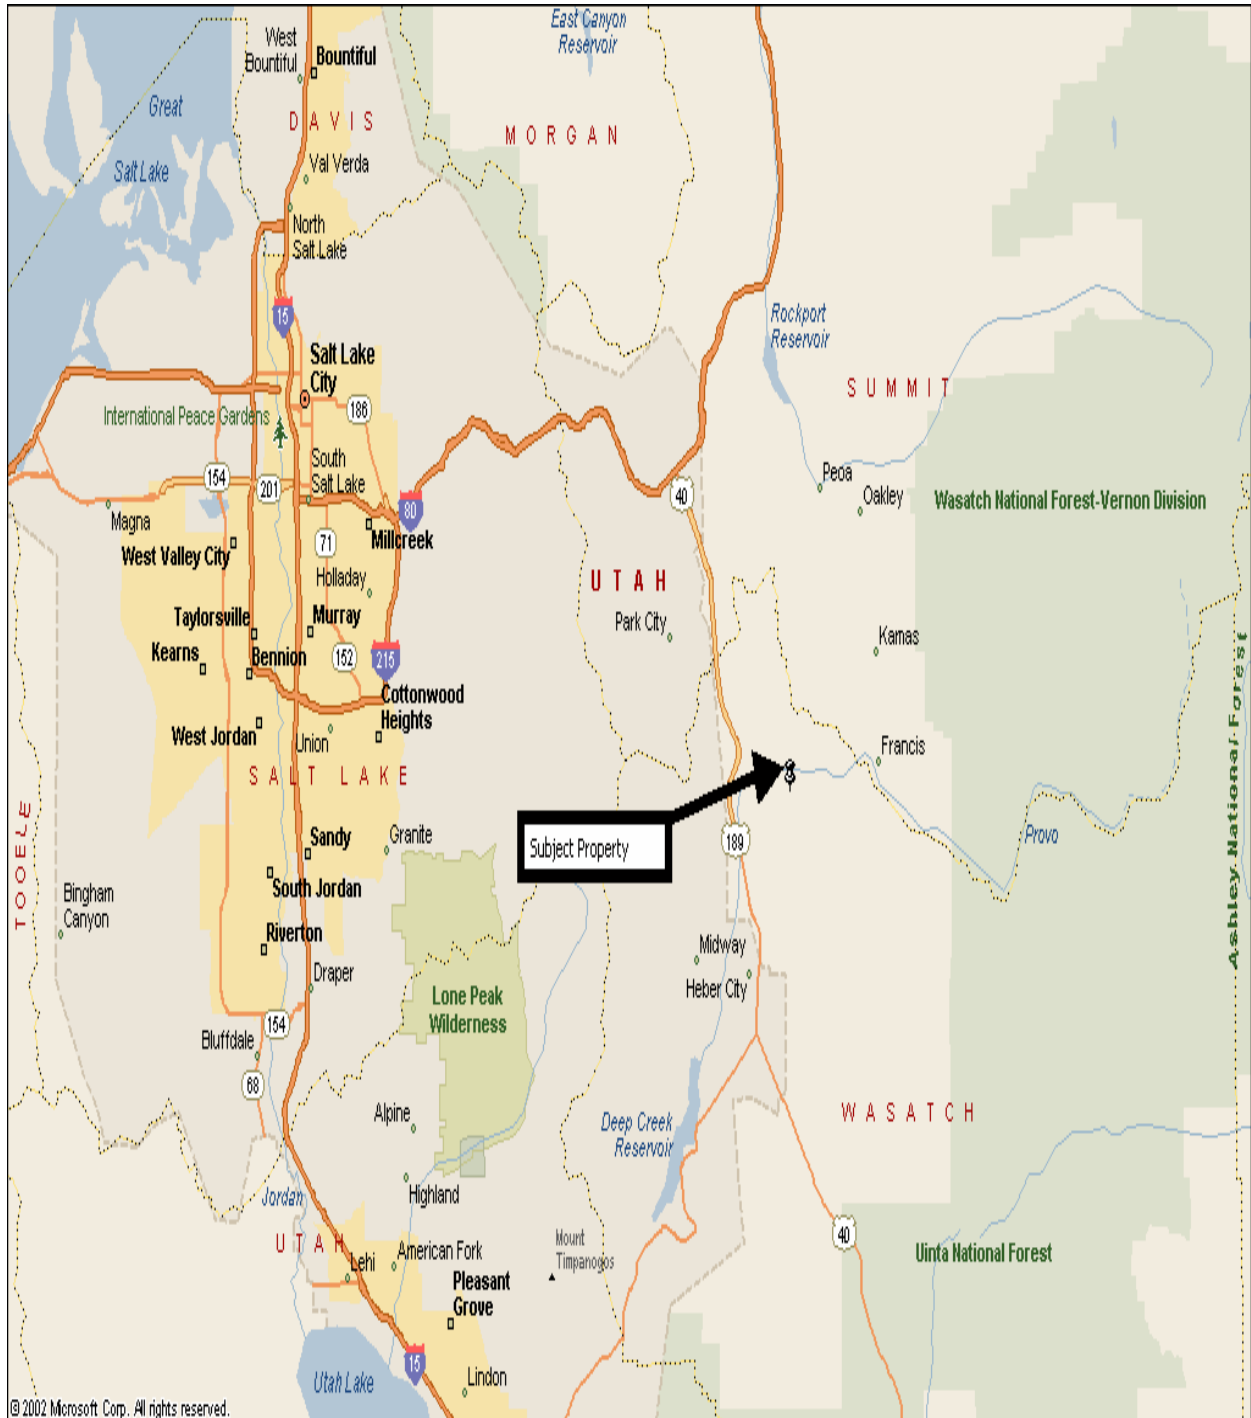 East Canyon
Reservoir
West
Bountiful
Bountiful
Great
Salt Lake
DAVIS
MORGAN
Val Verda
North
Salt Lake
15
Rockport
Reservoir
Salt Lake
City
SUMMIT
186
International Peace Gardens
South
Salt Lake
154
201
40
Peoa
Oakley
Wasatch National Forest-Vernon Division
80
Magna
Millcreek
West Valley City
71
Holladay
UTAH
Taylorsville
Murray
Park City
Kearns
Bennion
152
215
Kamas
Cottonwood
Heights
West Jordan
Union
Francis
SALT LAKE
Ashley National Forest
TOOELE
Sandy
Granite
Subject Property
189
Provo
South Jordan
Bingham
Canyon
Riverton
Midway
Heber City
Draper
Lone Peak
Wilderness
154
Bluffdale
68
Alpine
Deep Creek
Reservoir
WASATCH
Highland
Jordan
UTAH
American Fork
Lehi
Mount
Timpanogos
40
Uinta National Forest
Pleasant
Grove
15
Utah Lake
Lindon
© 2002 Microsoft Corp. All rights reserved.